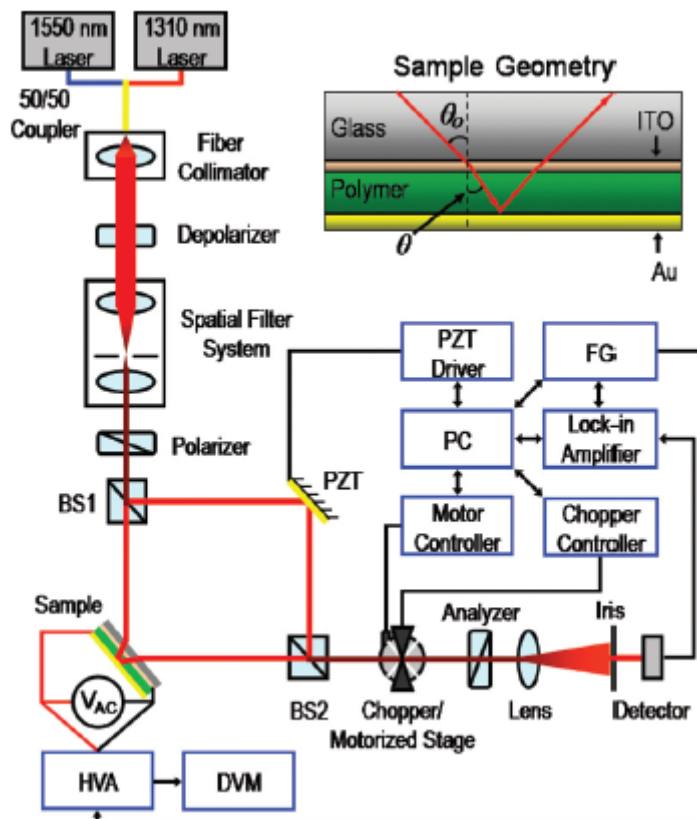 1550 nm
Laser
1310 nm
Laser
50/50
Coupler
Fiber
Collimator
Depolarizer
Spatial Filter
System
Polarizer
BS1
Sample Geometry
Glass
θo
ITO
Polymer
θ
Au
PZT
Driver
FG
PC
Lock-in
Amplifier
PZT
Motor
Controller
Chopper
Controller
Sample
VAC
Analyzer
Iris
BS2
Chopper/
Motorized Stage
Lens
Detector
HVA
DVM